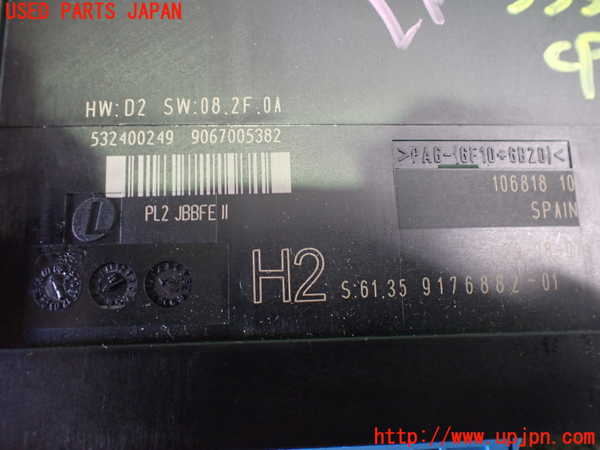 USED PARTS JAPAN
HW:D2 SW:08.2F.0A
532400249 9067005382
>PA6-(GF10+GB20)<
106818 10
SPAIN
PL2 JBBFE II
L
H2
S:61.35 9176882-01
http://www.upjpn.com/